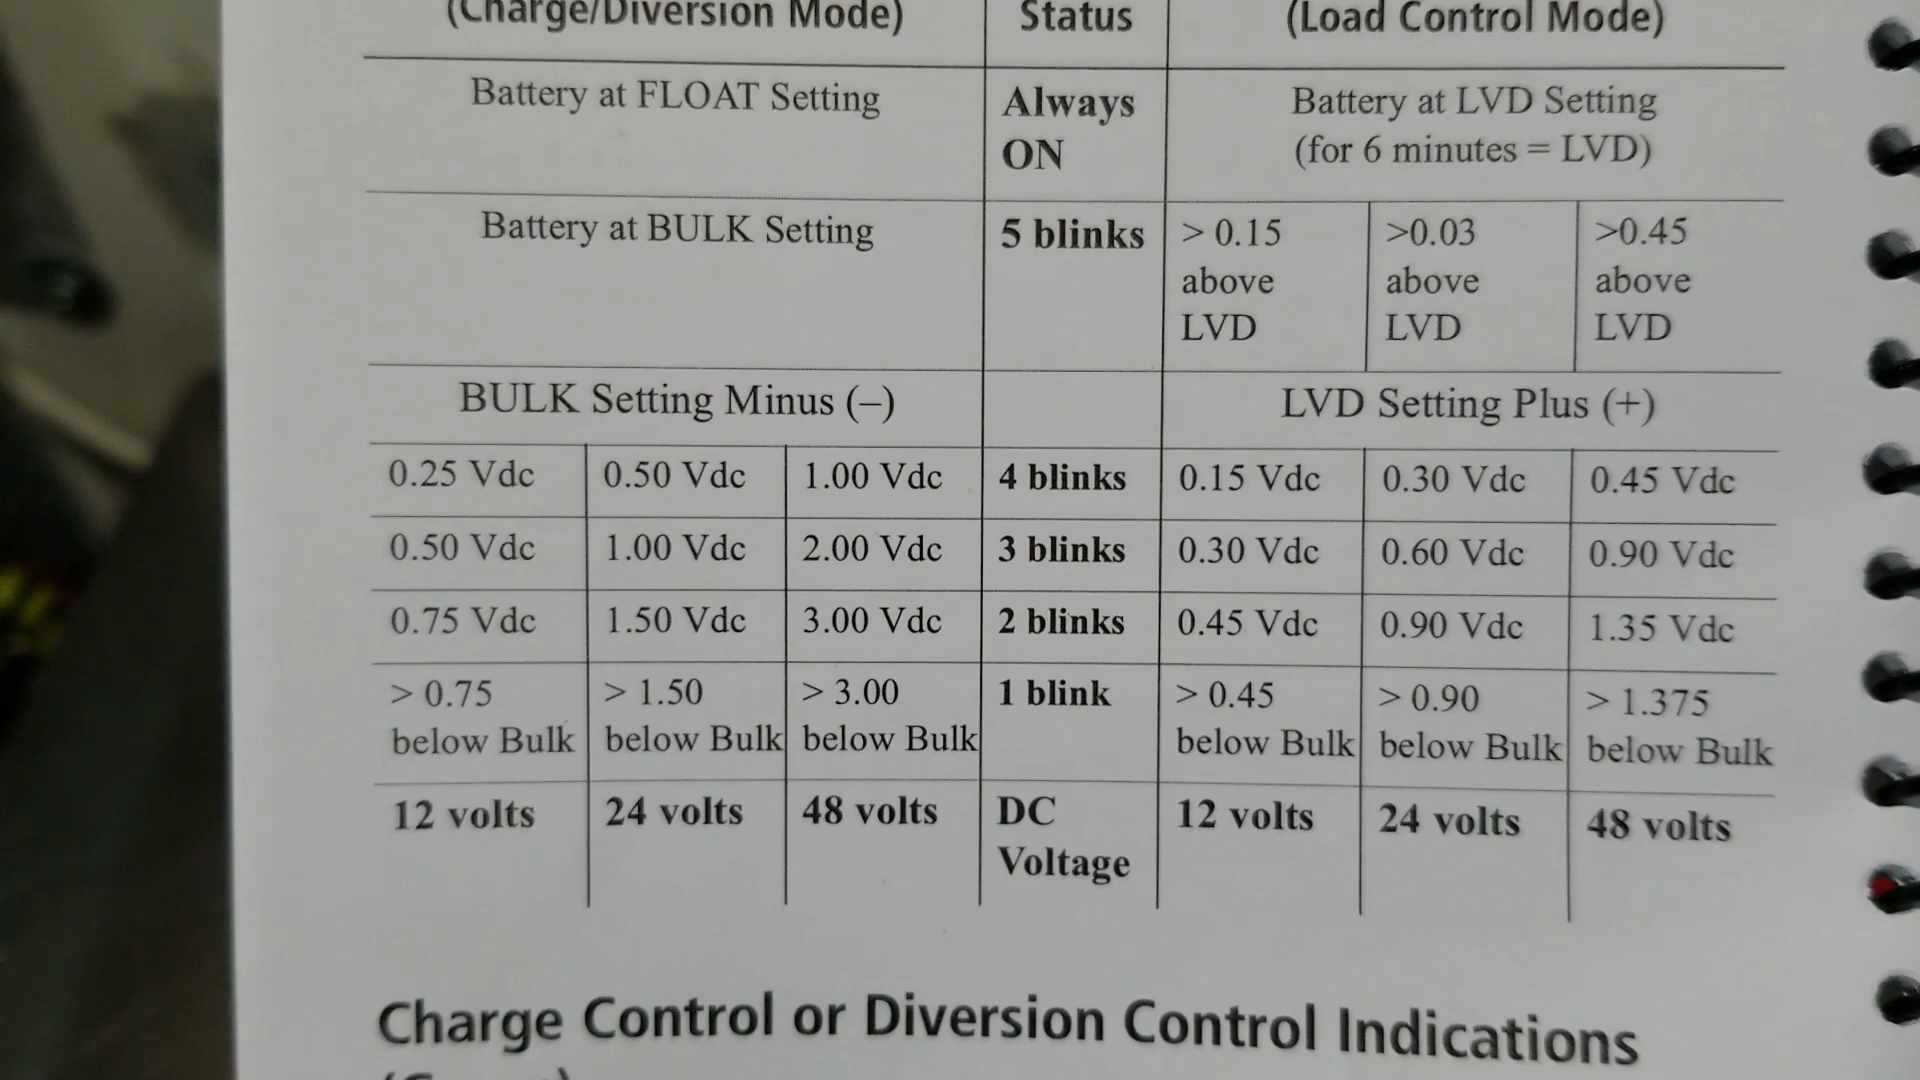 (Charge/Diversion Mode) Status (Load Control Mode)
Battery at FLOAT Setting Always ON Battery at LVD Setting (for 6 minutes = LVD)
Battery at BULK Setting 5 blinks > 0.15 above LVD >0.03 above LVD >0.45 above LVD
BULK Setting Minus (–) LVD Setting Plus (+)
0.25 Vdc 0.50 Vdc 1.00 Vdc 4 blinks 0.15 Vdc 0.30 Vdc 0.45 Vdc
0.50 Vdc 1.00 Vdc 2.00 Vdc 3 blinks 0.30 Vdc 0.60 Vdc 0.90 Vdc
0.75 Vdc 1.50 Vdc 3.00 Vdc 2 blinks 0.45 Vdc 0.90 Vdc 1.35 Vdc
> 0.75 below Bulk > 1.50 below Bulk > 3.00 below Bulk 1 blink > 0.45 below Bulk > 0.90 below Bulk > 1.375 below Bulk
12 volts 24 volts 48 volts DC Voltage 12 volts 24 volts 48 volts
Charge Control or Diversion Control Indications